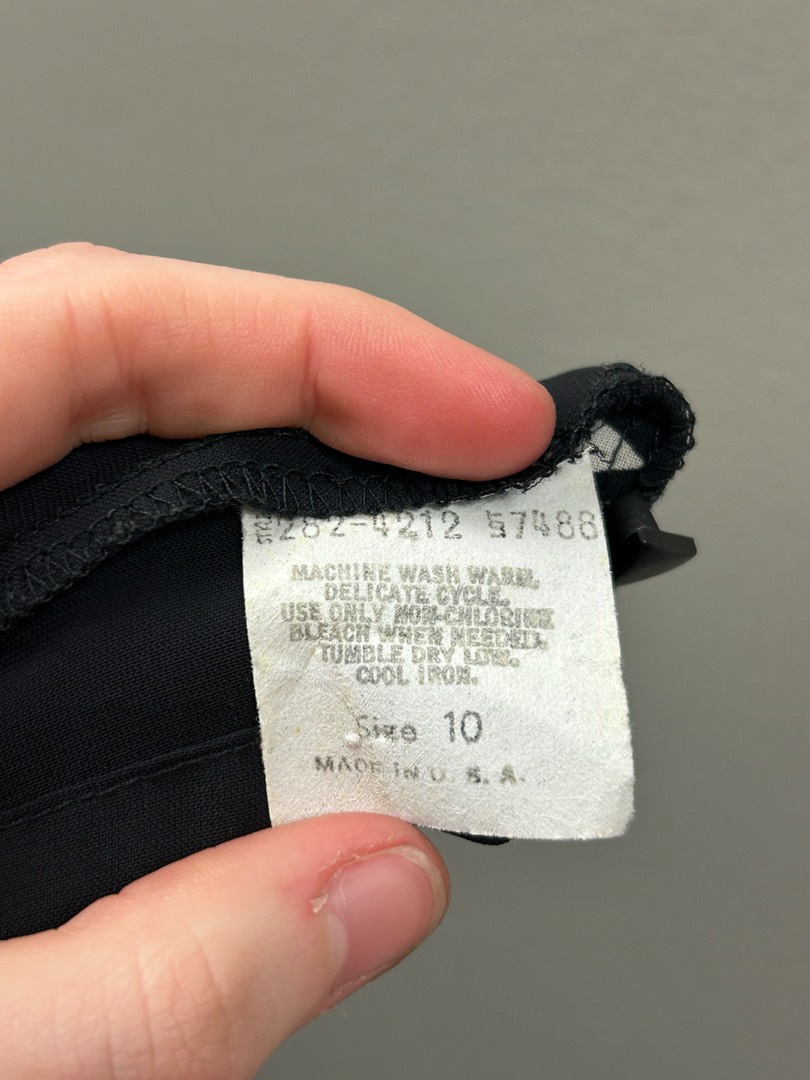 STYLE 282-4212 57488
MACHINE WASH WARM.
DELICATE CYCLE.
USE ONLY NON-CHLORINE
BLEACH WHEN NEEDED.
TUMBLE DRY LOW.
COOL IRON.
Size 10
MADE IN U.S.A.